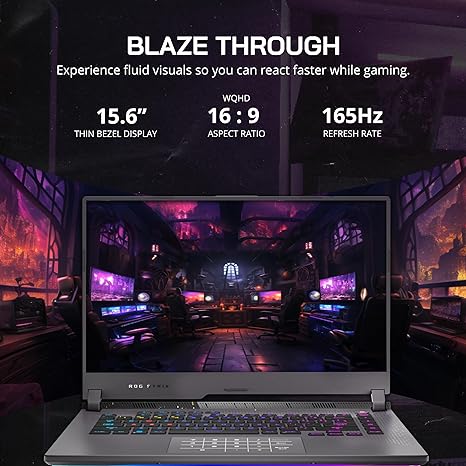 BLAZE THROUGH
Experience fluid visuals so you can react faster while gaming.
15.6”
THIN BEZEL DISPLAY
WQHD
16 : 9
ASPECT RATIO
165Hz
REFRESH RATE
ROG